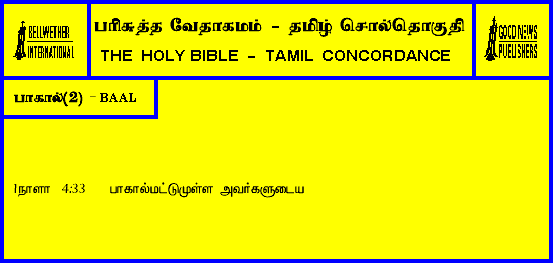 BELLWETHER
INTERNATIONAL
பரிசுத்த வேதாகமம் - தமிழ் சொல்தொகுதி
THE HOLY BIBLE - TAMIL CONCORDANCE
GOOD NEWS
PUBLISHERS
பாகால்(2) - BAAL
1நாளா 4:33 பாகால்மட்டுமுள்ள அவர்களுடைய